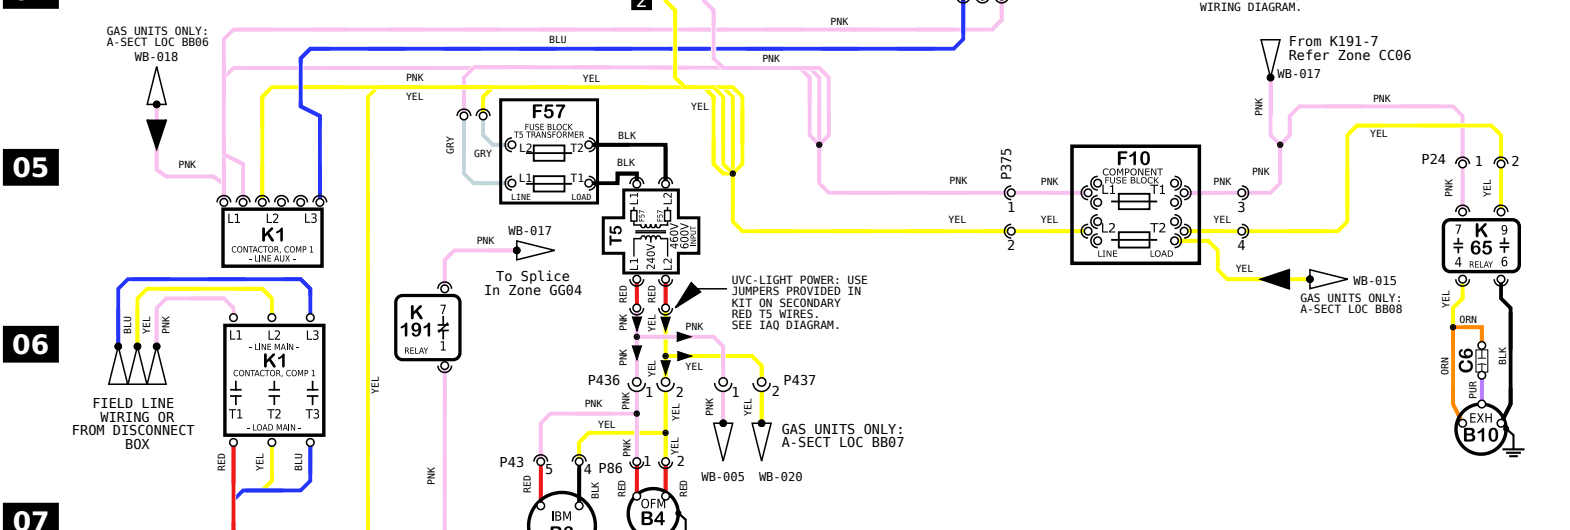 2
WIRING DIAGRAM.
PNK
GAS UNITS ONLY:
A-SECT LOC BB06
WB-018
BLU
PNK
From K191-7
Refer Zone CC06
WB-017
PNK
YEL
YEL
YEL
PNK
PNK
F57
FUSE BLOCK
T5 TRANSFORMER
L2
T2
L1
T1
LINE
LOAD
GRY
GRY
BLK
BLK
YEL
05
PNK
P375
F10
COMPONENT
FUSE BLOCK
L1
T1
L2
T2
LINE
LOAD
P24
1
2
PNK
YEL
PNK
1
PNK
PNK
3
YEL
2
YEL
4
L1
L2
L3
K1
CONTACTOR, COMP 1
- LINE AUX -
L1
L2
F57
F57
T5
460V
600V
INPUT
240V
L1
L2
WB-017
PNK
To Splice
In Zone GG04
7
K
9
65
4
RELAY
6
YEL
WB-015
GAS UNITS ONLY:
A-SECT LOC BB08
UVC-LIGHT POWER: USE
JUMPERS PROVIDED IN
KIT ON SECONDARY
RED T5 WIRES.
SEE IAQ DIAGRAM.
RED
RED
BLU
YEL
PNK
K
7
191
RELAY
1
PNK
YEL
PNK
YEL
ORN
06
L1
L2
L3
- LINE MAIN -
K1
CONTACTOR, COMP 1
T1
T2
T3
- LOAD MAIN -
PNK
YEL
YEL
ORN
C6
BLK
PUR
YEL
P436
1
2
1
2
P437
FIELD LINE
WIRING OR
FROM DISCONNECT
BOX
PNK
YEL
PNK
YEL
PNK
YEL
EXH
B10
GAS UNITS ONLY:
A-SECT LOC BB07
PNK
YEL
RED
YEL
BLU
PNK
P43
5
4
P86
1
2
WB-005
WB-020
RED
BLK
RED
RED
OFM
B4
IBM
07